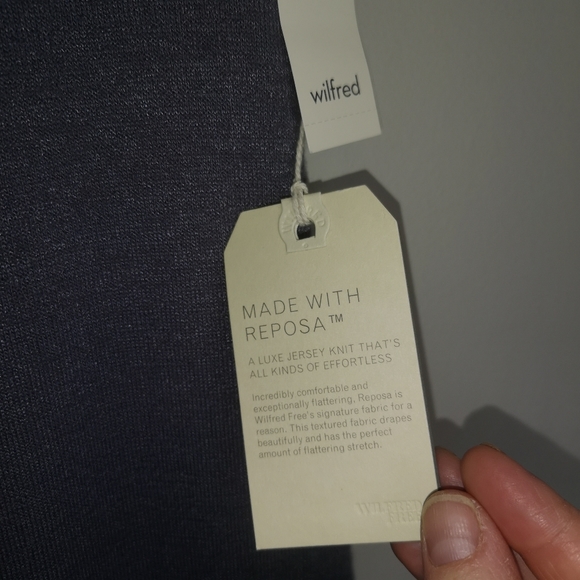 wilfred
MADE WITH
REPOSA™
A LUXE JERSEY KNIT THAT'S
ALL KINDS OF EFFORTLESS
Incredibly comfortable and
exceptionally flattering. Reposa is
Wilfred Free's signature fabric for a
reason. This textured fabric drapes
beautifully and has the perfect
amount of flattering stretch.
WILFRED
FREE